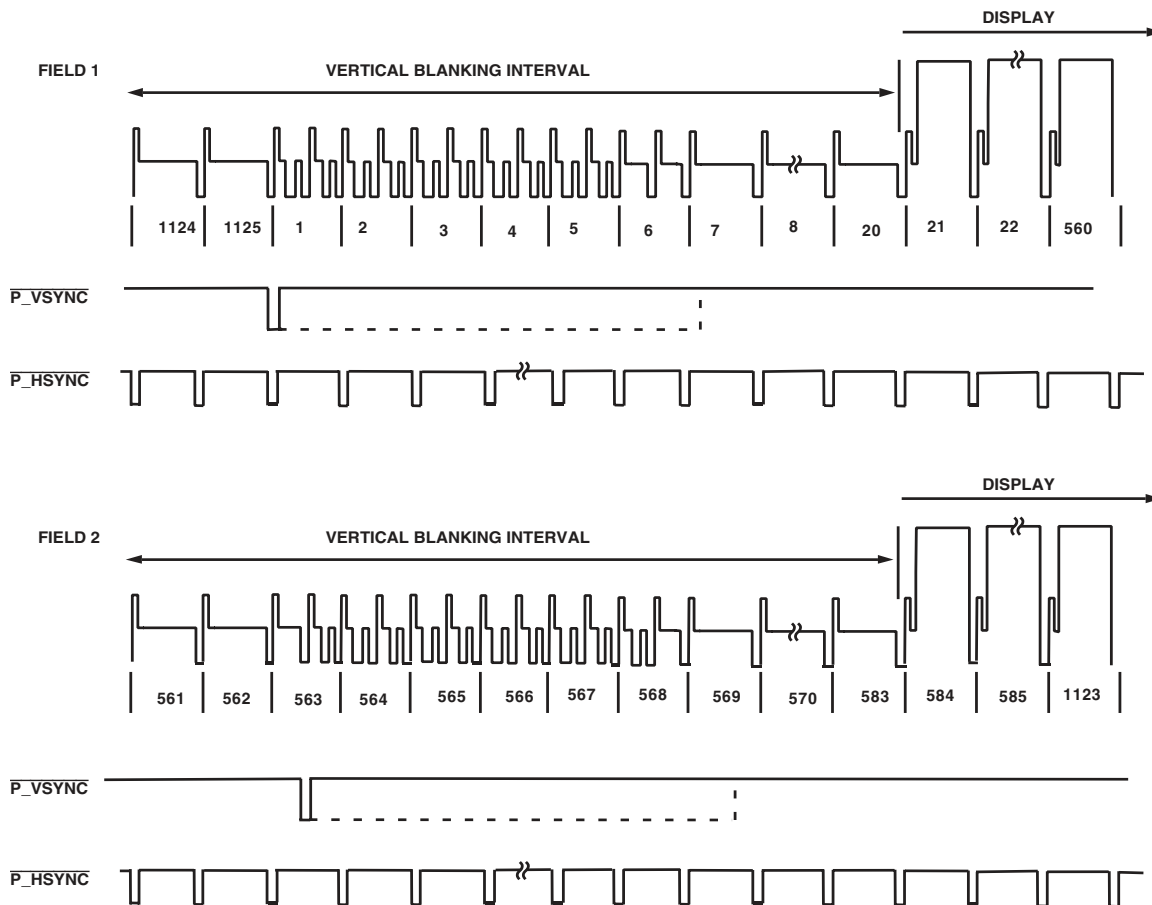 DISPLAY
FIELD 1
VERTICAL BLANKING INTERVAL
1124 1125 1 2 3 4 5 6 7 8 20 21 22 560
P_VSYNC
P_HSYNC
DISPLAY
FIELD 2
VERTICAL BLANKING INTERVAL
561 562 563 564 565 566 567 568 569 570 583 584 585 1123
P_VSYNC
P_HSYNC